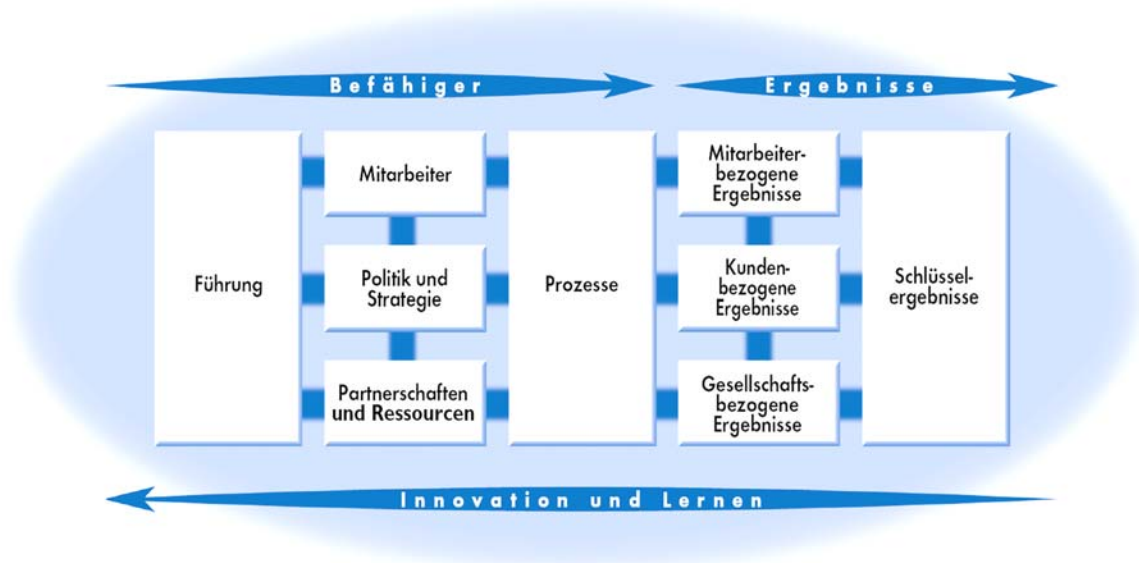 Befähiger
Ergebnisse
Führung
Mitarbeiter
Politik und
Strategie
Partnerschaften
und Ressourcen
Prozesse
Mitarbeiter-
bezogene
Ergebnisse
Kunden-
bezogene
Ergebnisse
Gesellschafts-
bezogene
Ergebnisse
Schlüssel-
ergebnisse
Innovation und Lernen